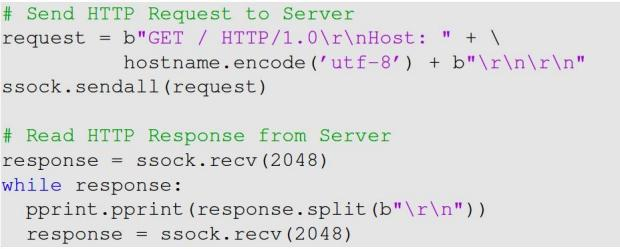 # Send HTTP Request to Server
request = b"GET / HTTP/1.0\r\nHost: " + \
           hostname.encode('utf-8') + b"\r\n\r\n"
ssock.sendall(request)

# Read HTTP Response from Server
response = ssock.recv(2048)
while response:
  pprint.pprint(response.split(b"\r\n"))
  response = ssock.recv(2048)